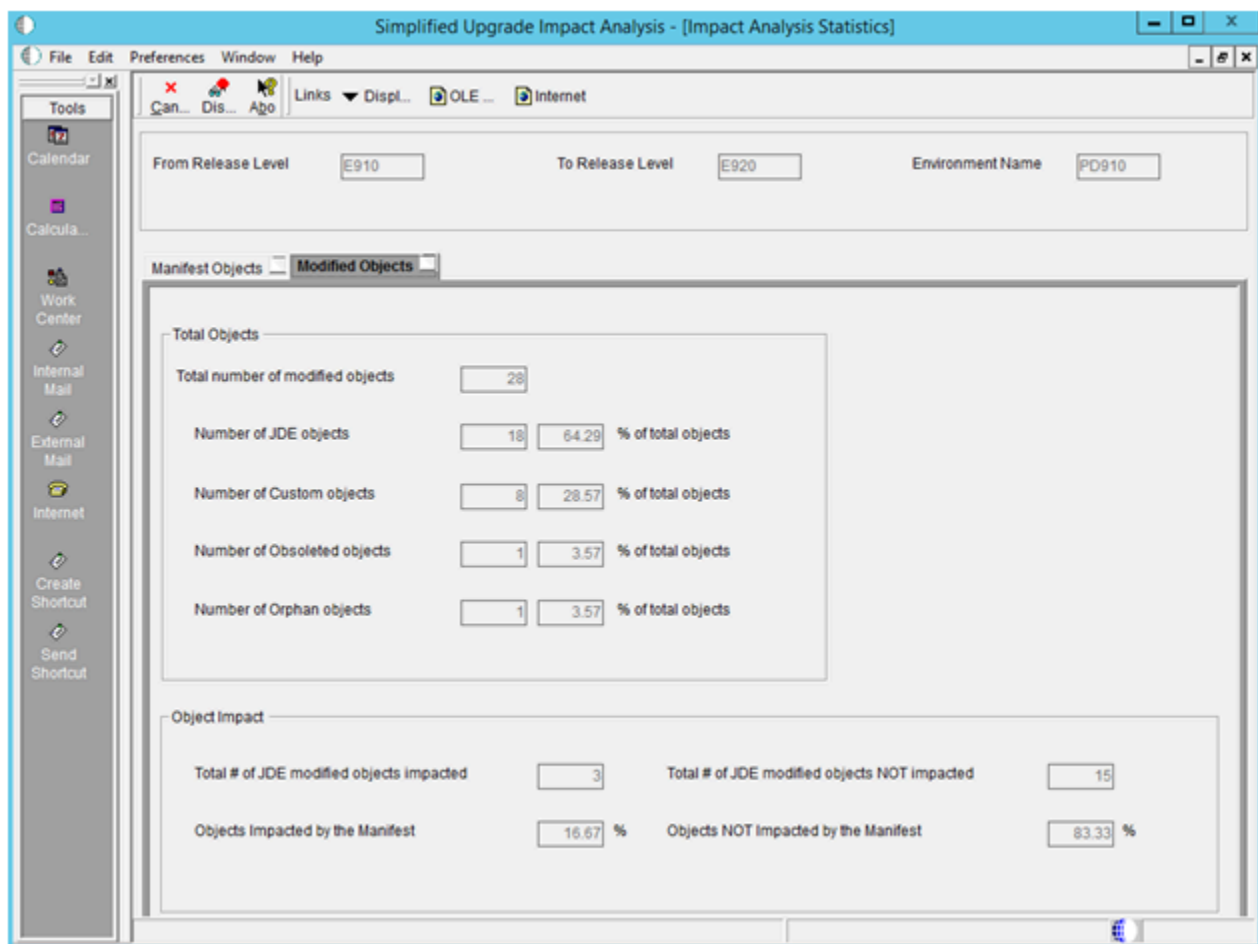 Simplified Upgrade Impact Analysis - [Impact Analysis Statistics]
File Edit Preferences Window Help
Tools
Can... Dis... Abo Links Displ... OLE ... Internet
Calendar
Calcula...
Work
Center
Internal
Mail
External
Mail
Internet
Create
Shortcut
Send
Shortcut
From Release Level E910 To Release Level E920 Environment Name PD910
Manifest Objects Modified Objects
Total Objects
Total number of modified objects 28
Number of JDE objects 18 64.29 % of total objects
Number of Custom objects 8 28.57 % of total objects
Number of Obsoleted objects 1 3.57 % of total objects
Number of Orphan objects 1 3.57 % of total objects
Object Impact
Total # of JDE modified objects impacted 3 Total # of JDE modified objects NOT impacted 15
Objects Impacted by the Manifest 16.67 % Objects NOT Impacted by the Manifest 83.33 %